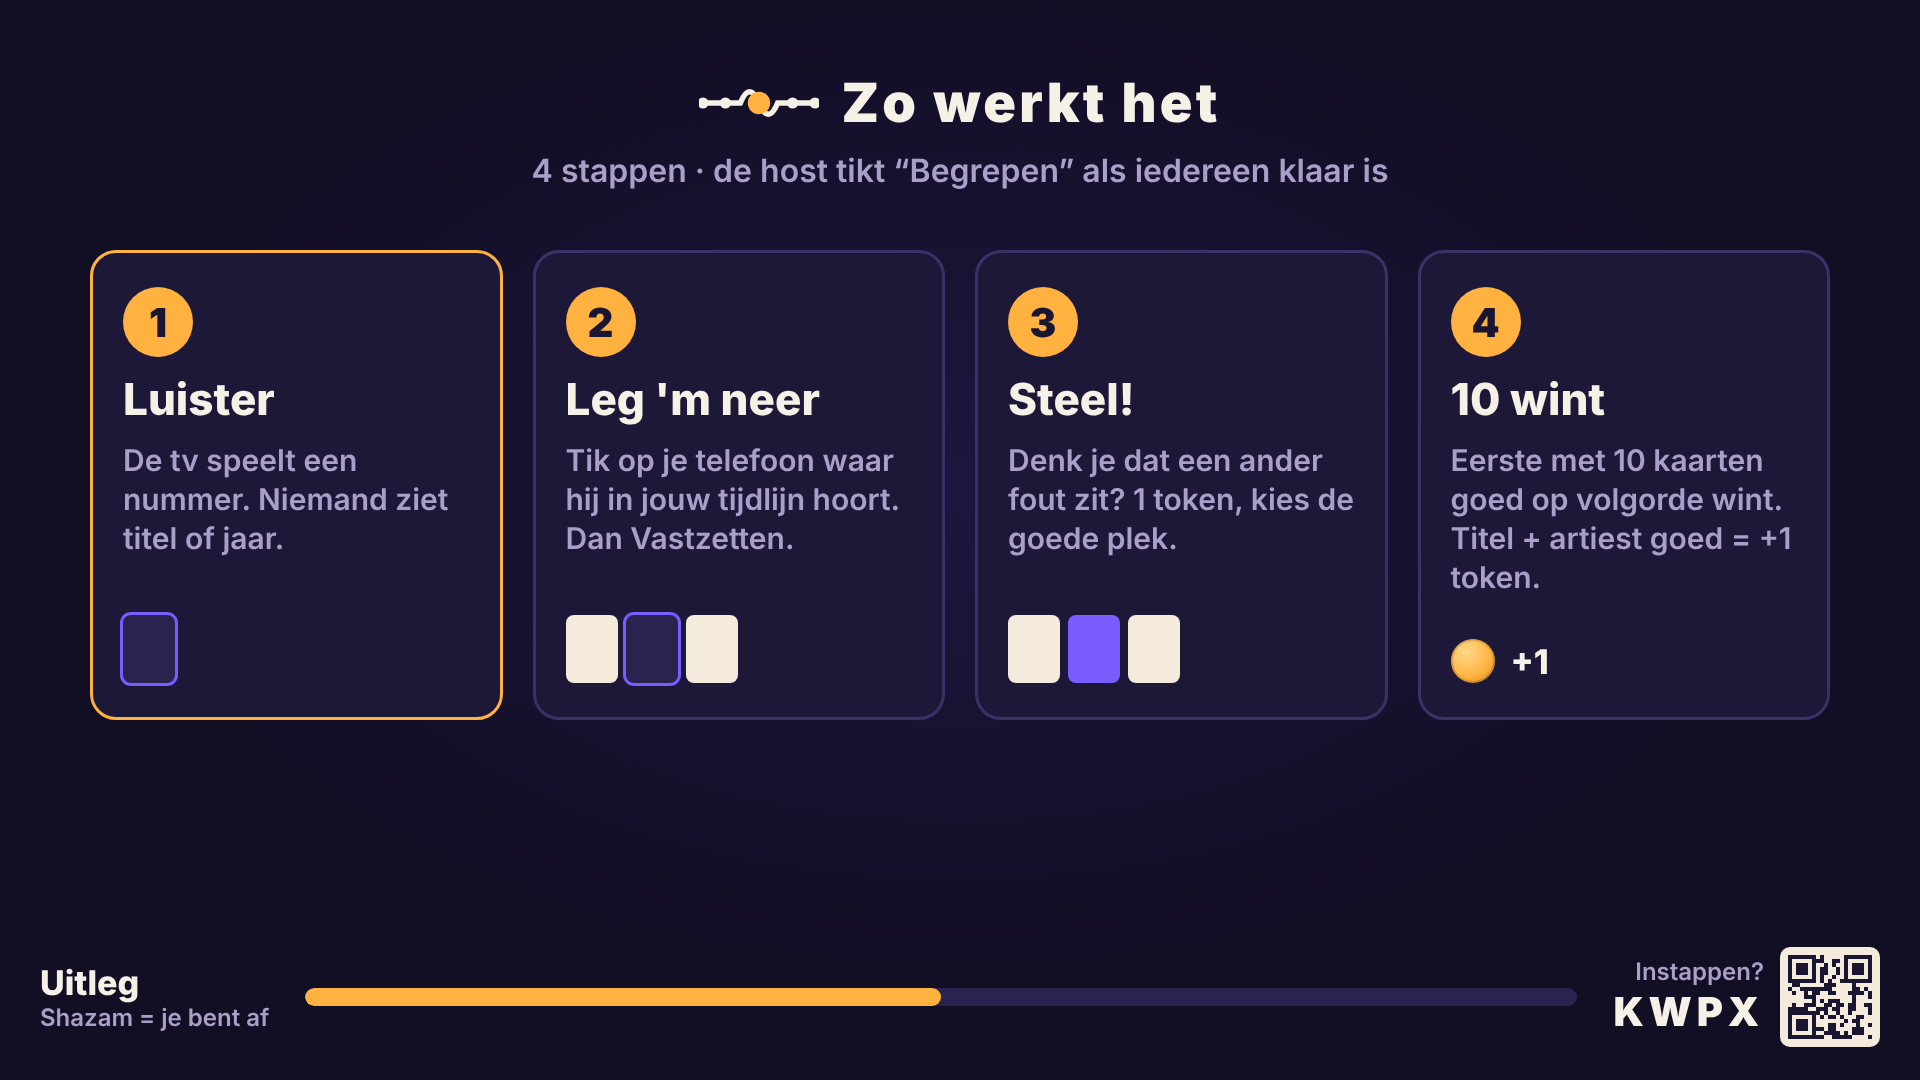 Zo werkt het
4 stappen · de host tikt “Begrepen” als iedereen klaar is
1
Luister
De tv speelt een
nummer. Niemand ziet
titel of jaar.
2
Leg 'm neer
Tik op je telefoon waar
hij in jouw tijdlijn hoort.
Dan Vastzetten.
3
Steel!
Denk je dat een ander
fout zit? 1 token, kies de
goede plek.
4
10 wint
Eerste met 10 kaarten
goed op volgorde wint.
Titel + artiest goed = +1
token.
+1
Uitleg
Shazam = je bent af
Instappen?
KWPX